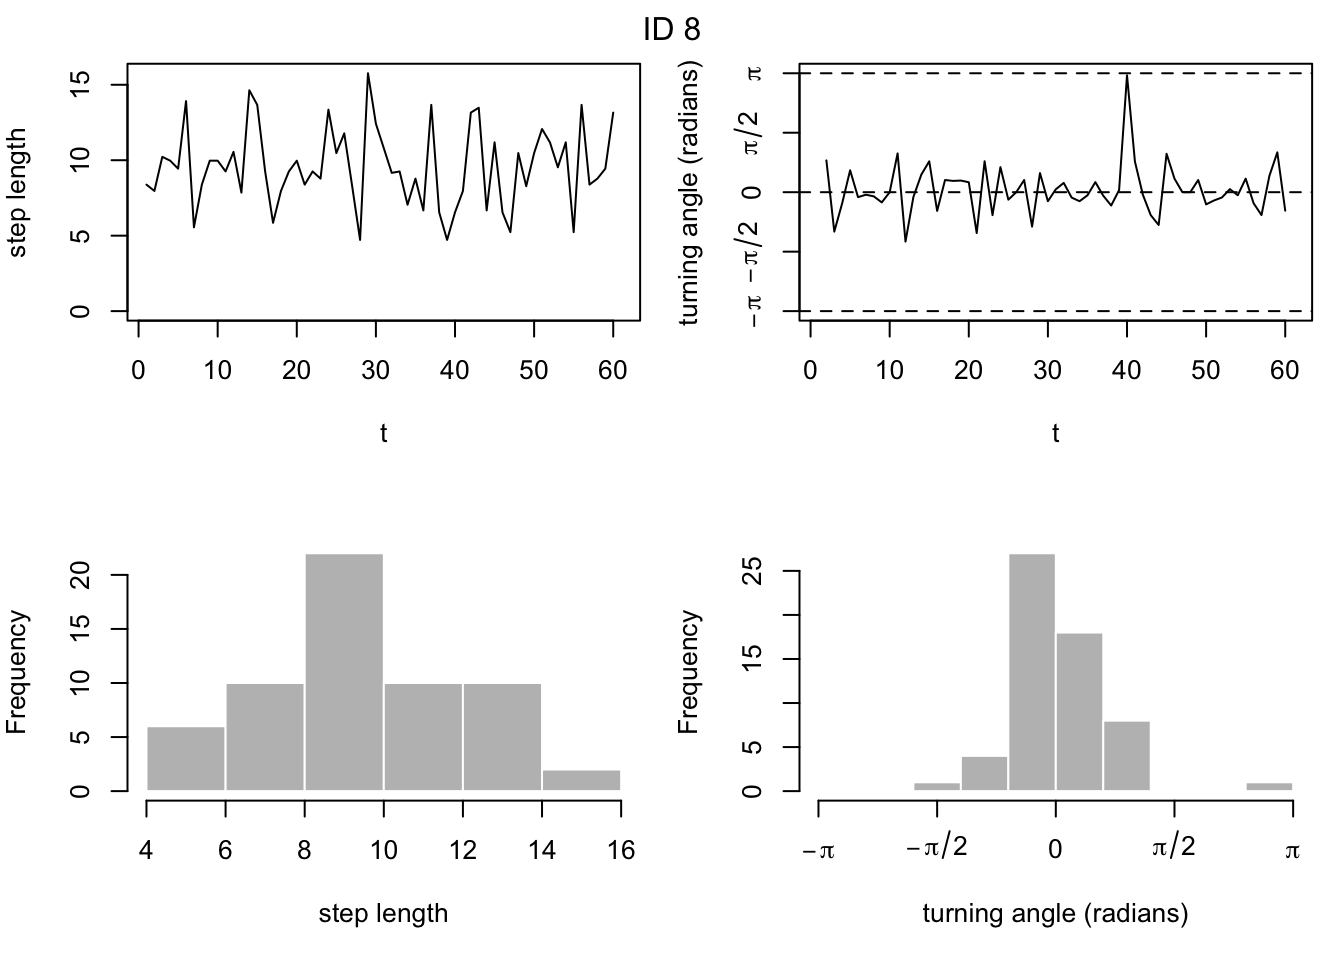 ID 8
step length
15
10
5
0
0 10 20 30 40 50 60
t
turning angle (radians)
π
π/2
0
−π/2
−π
0 10 20 30 40 50 60
t
Frequency
20
15
10
5
0
4 6 8 10 12 14 16
step length
Frequency
25
15
5
0
−π −π/2 0 π/2 π
turning angle (radians)